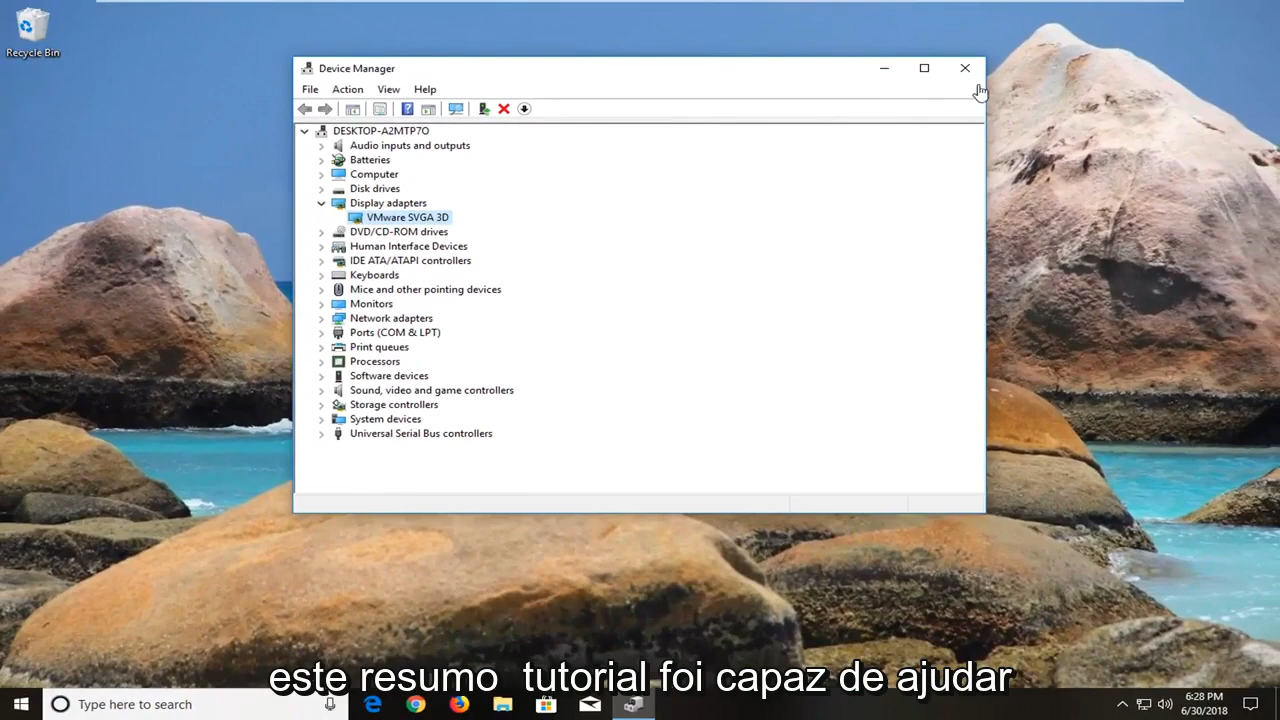 Recycle Bin
Device Manager
File Action View Help
DESKTOP-A2MTP7O
Audio inputs and outputs
Batteries
Computer
Disk drives
Display adapters
VMware SVGA 3D
DVD/CD-ROM drives
Human Interface Devices
IDE ATA/ATAPI controllers
Keyboards
Mice and other pointing devices
Monitors
Network adapters
Ports (COM & LPT)
Print queues
Processors
Software devices
Sound, video and game controllers
Storage controllers
System devices
Universal Serial Bus controllers
este resumo tutorial foi capaz de ajudar
Type here to search
6:28 PM
6/30/2018